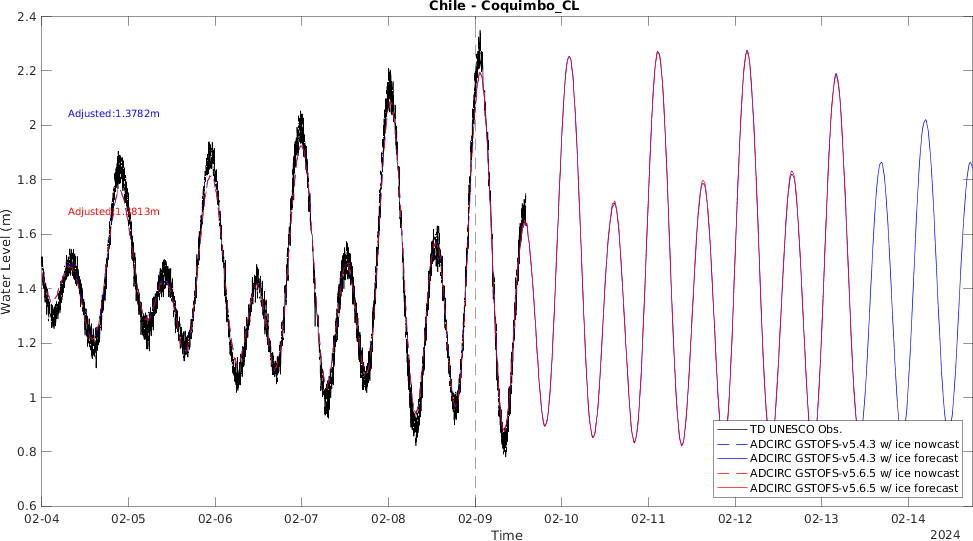 Chile - Coquimbo_CL
2.4
2.2
2
1.8
1.6
1.4
1.2
1
0.8
0.6
Water Level (m)
Adjusted:1.3782m
TD UNESCO Obs.
ADCIRC GSTOFS-v5.4.3 w/ ice nowcast
ADCIRC GSTOFS-v5.4.3 w/ ice forecast
ADCIRC GSTOFS-v5.6.5 w/ ice nowcast
ADCIRC GSTOFS-v5.6.5 w/ ice forecast
02-04 02-05 02-06 02-07 02-08 02-09 02-10 02-11 02-12 02-13 02-14
Time
2024